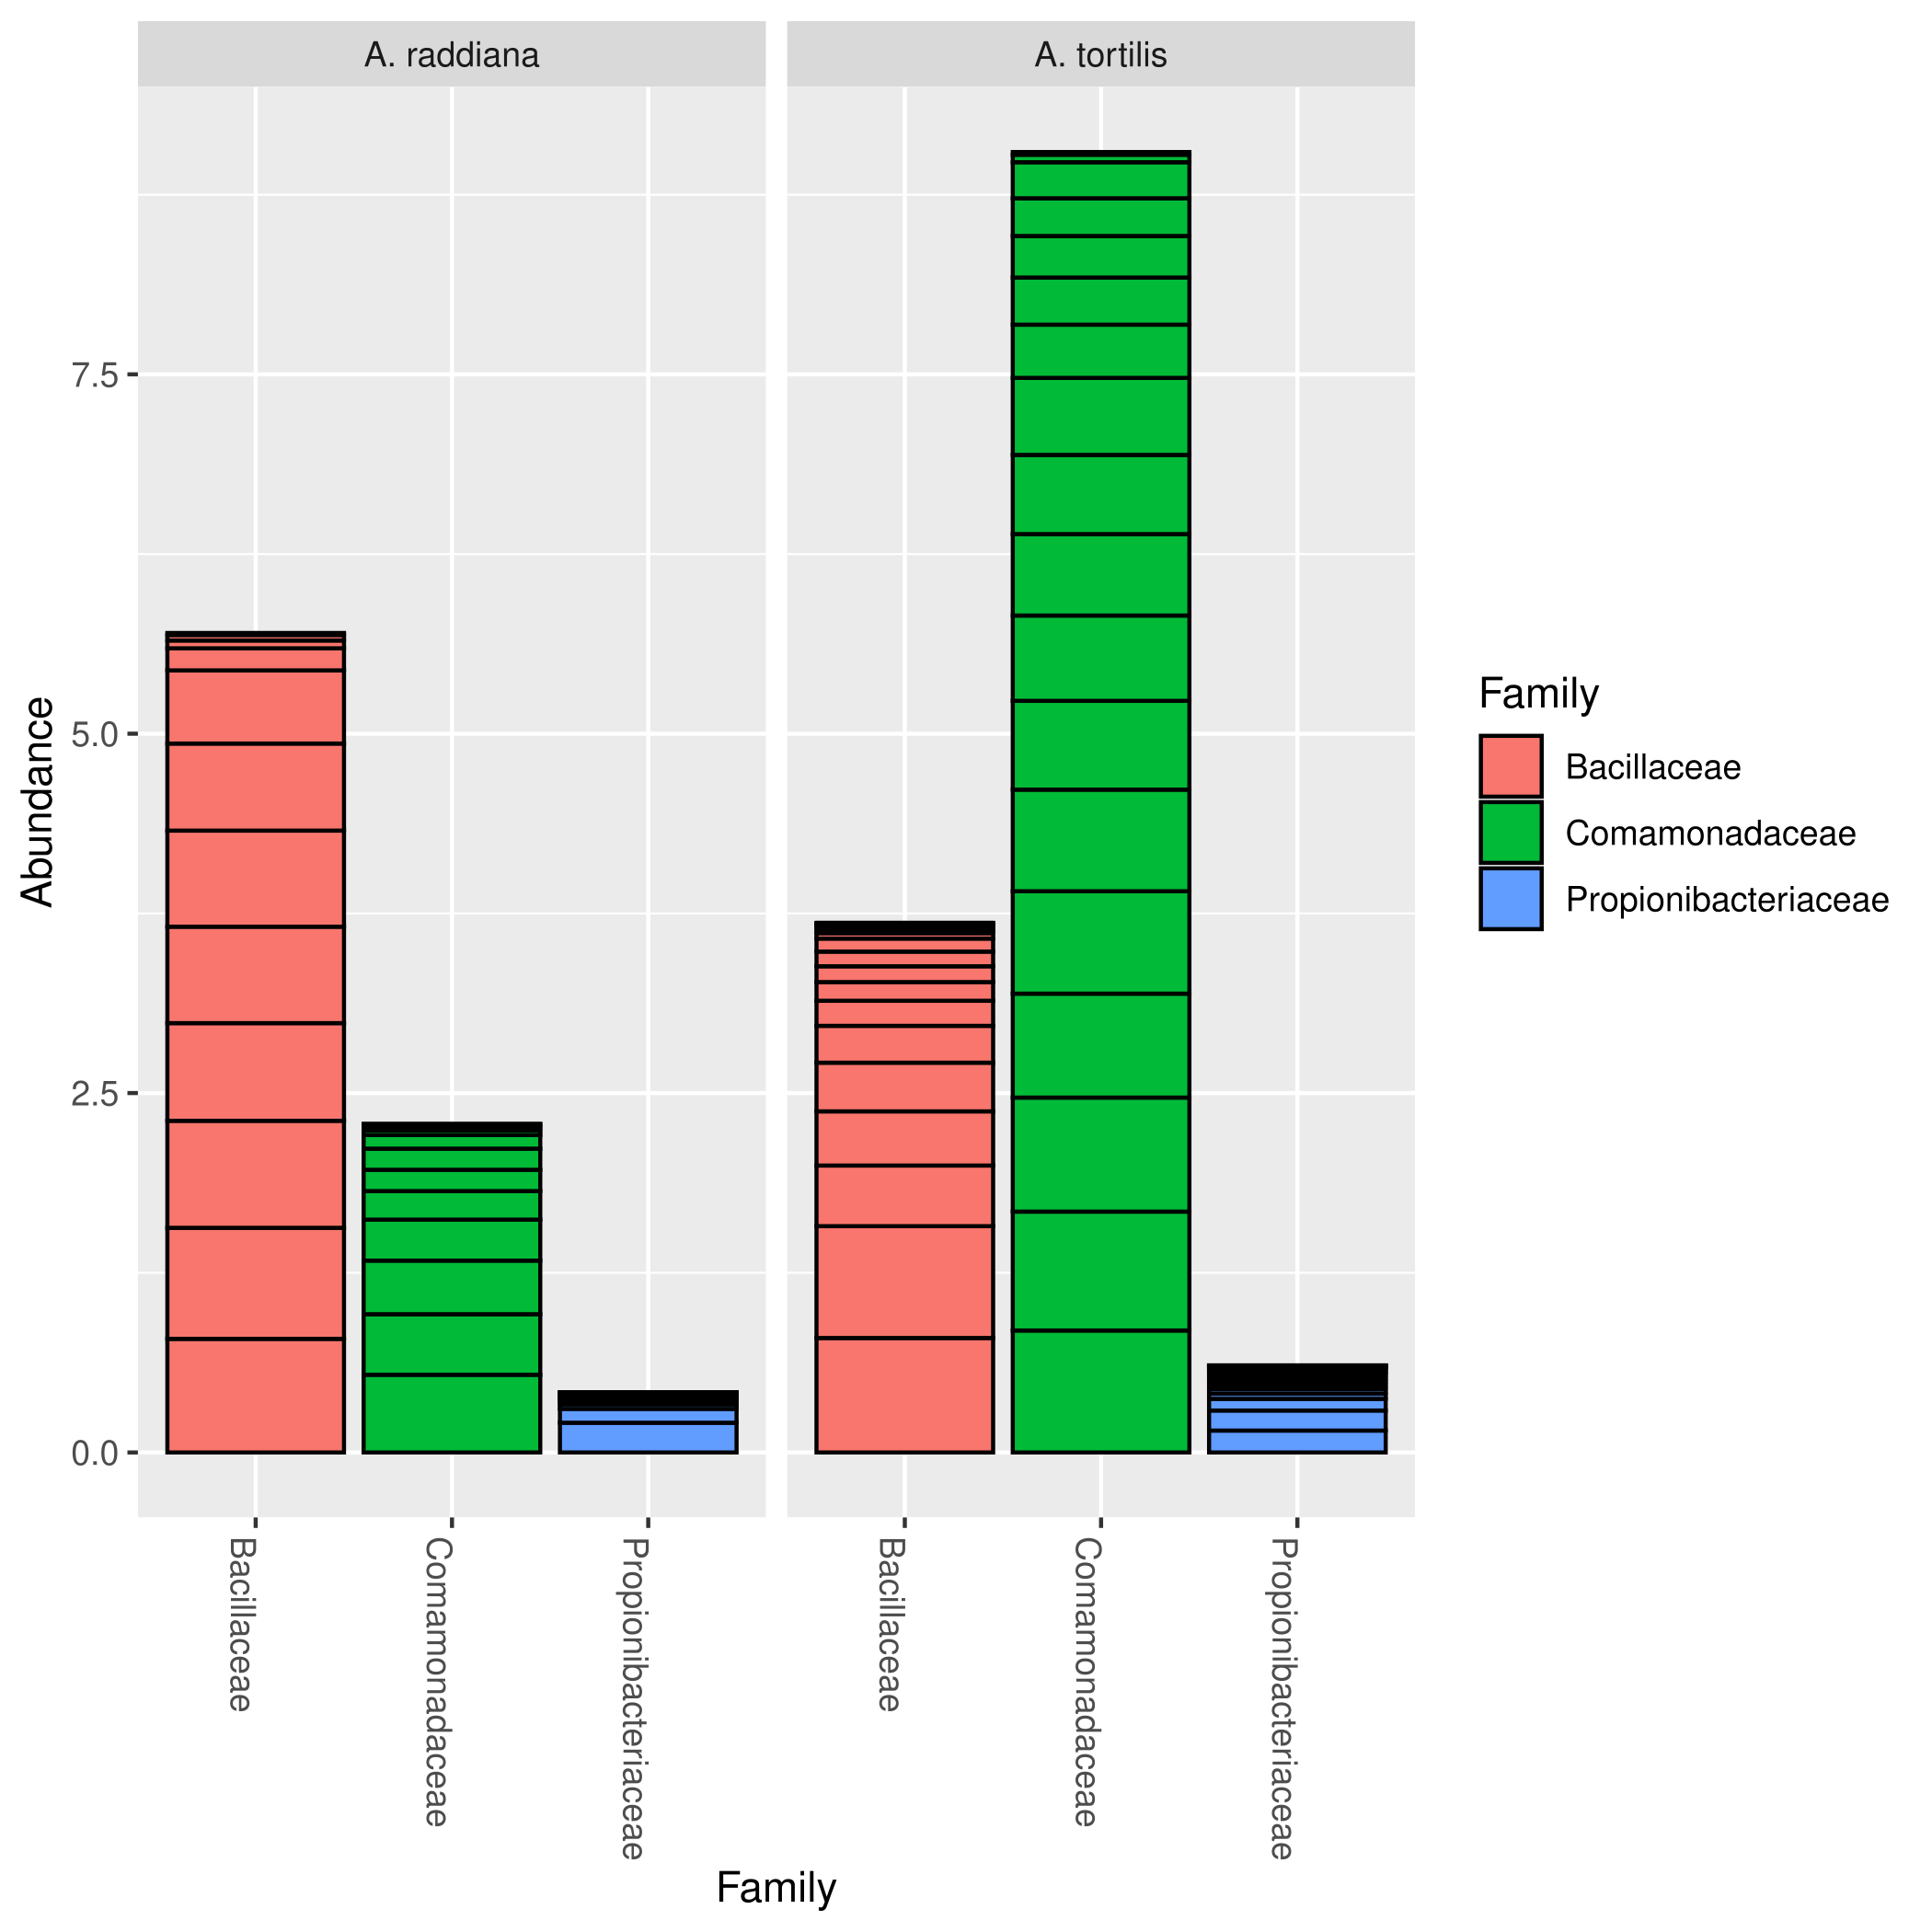 A. raddiana
A. tortilis
7.5
5.0
2.5
0.0
Abundance
Bacillaceae
Comamonadaceae
Propionibacteriaceae
Bacillaceae
Comamonadaceae
Propionibacteriaceae
Family
Family
Bacillaceae
Comamonadaceae
Propionibacteriaceae